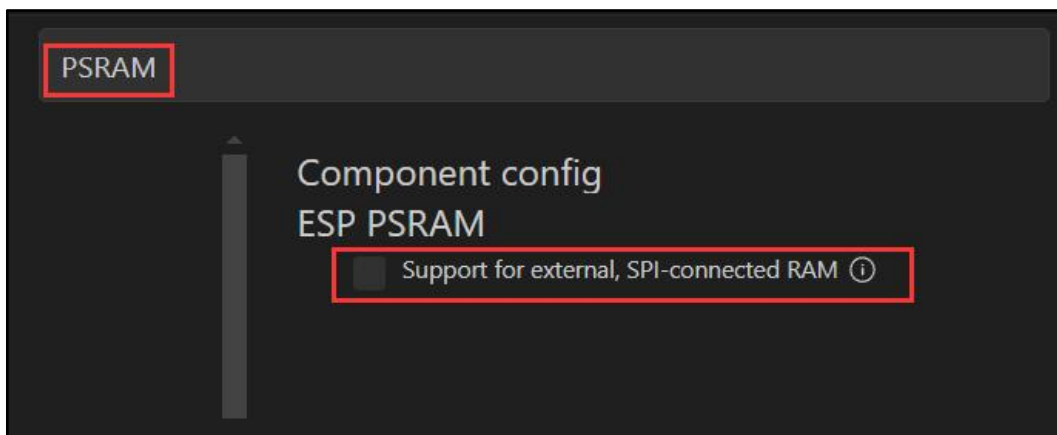 PSRAM
Component config
ESP PSRAM
Support for external, SPI-connected RAM